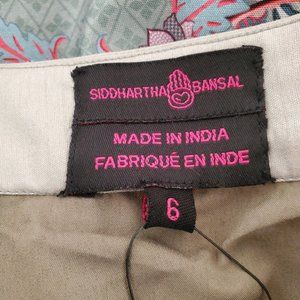 SIDDHARTHA BANSAL
MADE IN INDIA
FABRIQUÉ EN INDE
6